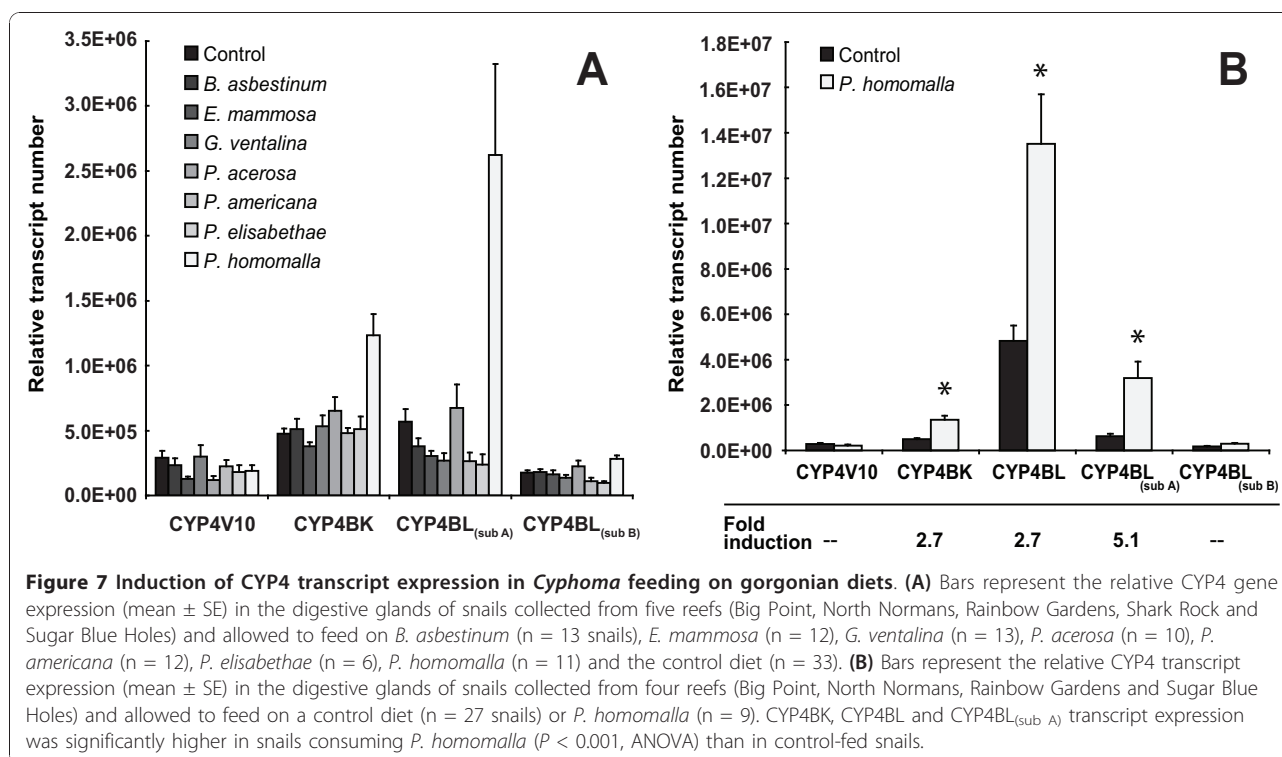 3.5E+06
3.0E+06
2.5E+06
2.0E+06
1.5E+06
1.0E+06
5.0E+05
0.0E+00
Relative transcript number
Control
B. asbestinum
E. mammosa
G. ventalina
P. acerosa
P. americana
P. elisabethae
P. homomalla
A
CYP4V10 CYP4BK CYP4BL(sub A) CYP4BL(sub B)
1.8E+07
1.6E+07
1.4E+07
1.2E+07
1.0E+07
8.0E+06
6.0E+06
4.0E+06
2.0E+06
0.0E+00
Relative transcript number
Control
P. homomalla
B
* * *
CYP4V10 CYP4BK CYP4BL CYP4BL(sub A) CYP4BL(sub B)
Fold
induction -- 2.7 2.7 5.1 --
Figure 7 Induction of CYP4 transcript expression in Cyphoma feeding on gorgonian diets. (A) Bars represent the relative CYP4 gene
expression (mean ± SE) in the digestive glands of snails collected from five reefs (Big Point, North Normans, Rainbow Gardens, Shark Rock and
Sugar Blue Holes) and allowed to feed on B. asbestinum (n = 13 snails), E. mammosa (n = 12), G. ventalina (n = 13), P. acerosa (n = 10), P.
americana (n = 12), P. elisabethae (n = 6), P. homomalla (n = 11) and the control diet (n = 33). (B) Bars represent the relative CYP4 transcript
expression (mean ± SE) in the digestive glands of snails collected from four reefs (Big Point, North Normans, Rainbow Gardens and Sugar Blue
Holes) and allowed to feed on a control diet (n = 27 snails) or P. homomalla (n = 9). CYP4BK, CYP4BL and CYP4BL(sub A) transcript expression
was significantly higher in snails consuming P. homomalla (P < 0.001, ANOVA) than in control-fed snails.